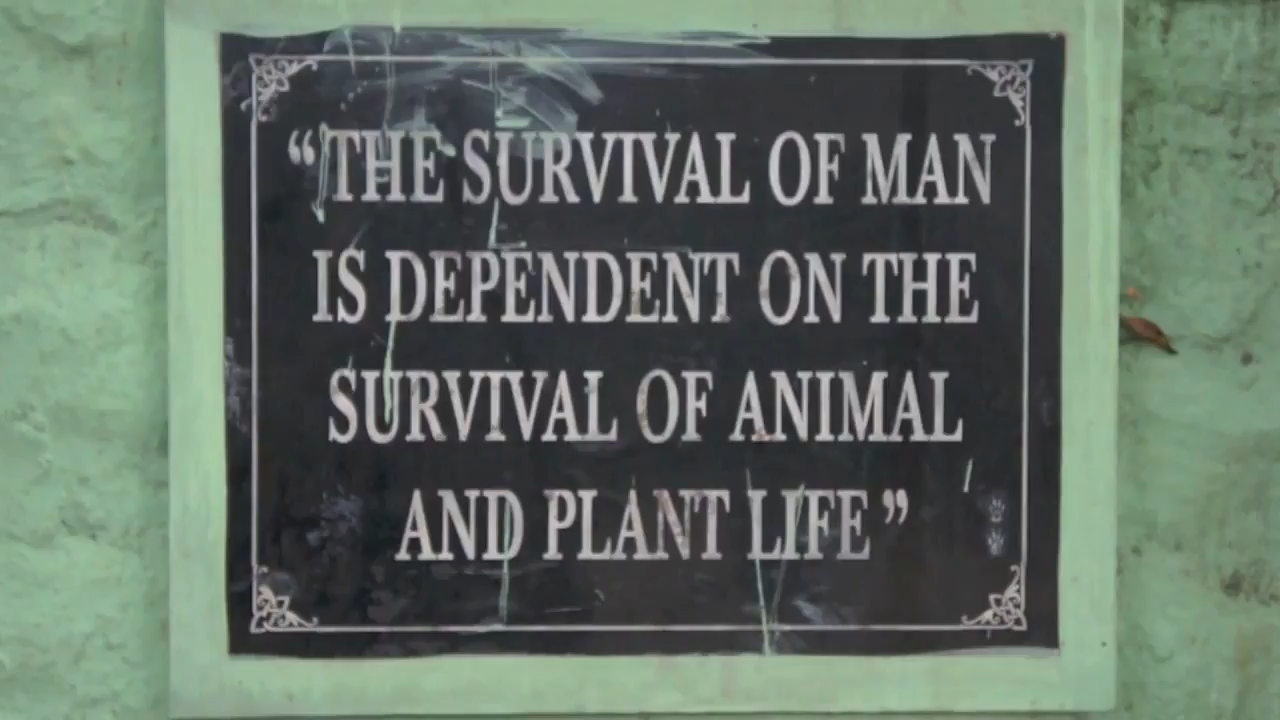 “THE SURVIVAL OF MAN
IS DEPENDENT ON THE
SURVIVAL OF ANIMAL
AND PLANT LIFE”